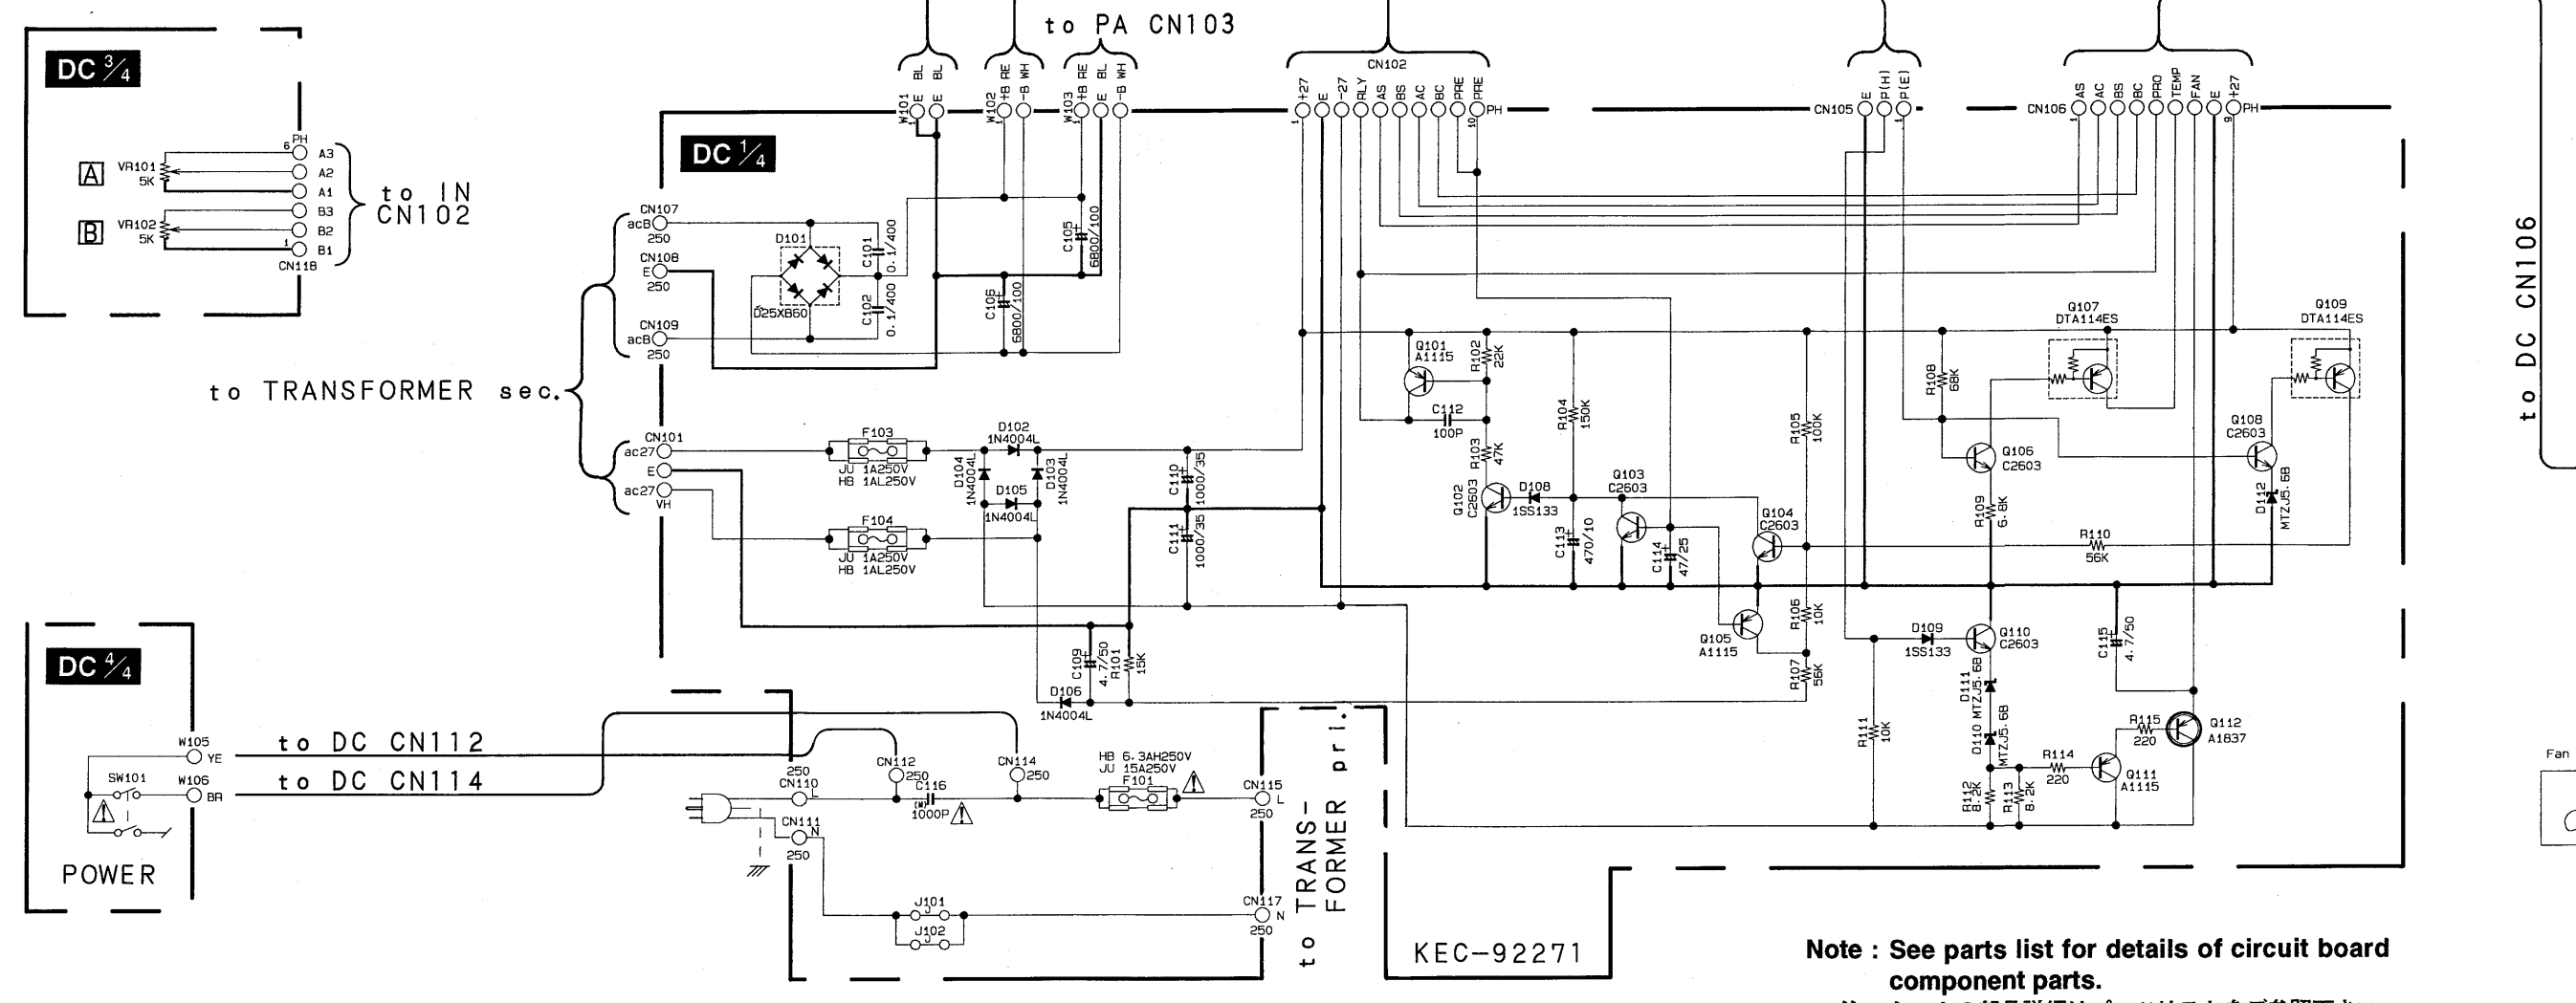 to PA CN103
DC 3/4
PH
6
A3
A2
A1
B3
B2
1
B1
CN118
A
VR101
5K
B
VR102
5K
to IN
CN102
BL
BL
+B RE
-B WH
+B RE
E BL
-B WH
W101
E
E
W102
W103
1
1
1
CN102
+27
E
-27
RLY
AS
BS
AC
BC
PRE
PRE
1
10
PH
CN105
E
P(H)
P(E)
1
CN106
AS
AC
BS
BC
PRO
TEMP
FAN
E
+27
1
9
PH
DC 1/4
CN107
acB
250
CN108
E
250
CN109
acB
250
to TRANSFORMER sec.
CN101
ac27
E
ac27
VH
D101
D25XB60
C101
0.1/400
C102
0.1/400
C105
6800/100
C106
6800/100
F103
JU 1A250V
HB 1AL250V
F104
JU 1A250V
HB 1AL250V
D102
1N4004L
D104
1N4004L
D103
1N4004L
D105
1N4004L
C110
1000/35
C111
1000/35
C109
4.7/50
R101
15K
D106
1N4004L
Q101
A1115
R102
22K
C112
100P
R103
47K
Q102
C2603
D108
1SS133
R104
150K
C113
470/10
Q103
C2603
C114
47/25
Q104
C2603
Q105
A1115
R105
100K
R106
10K
R107
56K
R108
68K
Q106
C2603
R109
6.8K
Q107
DTA114ES
Q109
DTA114ES
Q108
C2603
D112
MTZJ5.6B
R110
56K
D109
1SS133
Q110
C2603
D111
MTZJ5.6B
D110
MTZJ5.6B
R111
10K
R112
8.2K
R113
8.2K
R114
220
Q111
A1115
R115
220
Q112
A1837
C115
4.7/50
to DC CN106
Fan
DC 4/4
W105
YE
W106
BR
SW101
POWER
to DC CN112
to DC CN114
250
CN110
L
CN111
N
250
CN112
250
C116
(M)
1000P
CN114
250
HB 6.3AH250V
JU 15A250V
F101
CN115
L
250
J101
J
J102
J
CN117
N
250
to TRANS-
FORMER pri.
KEC-92271
Note : See parts list for details of circuit board
component parts.